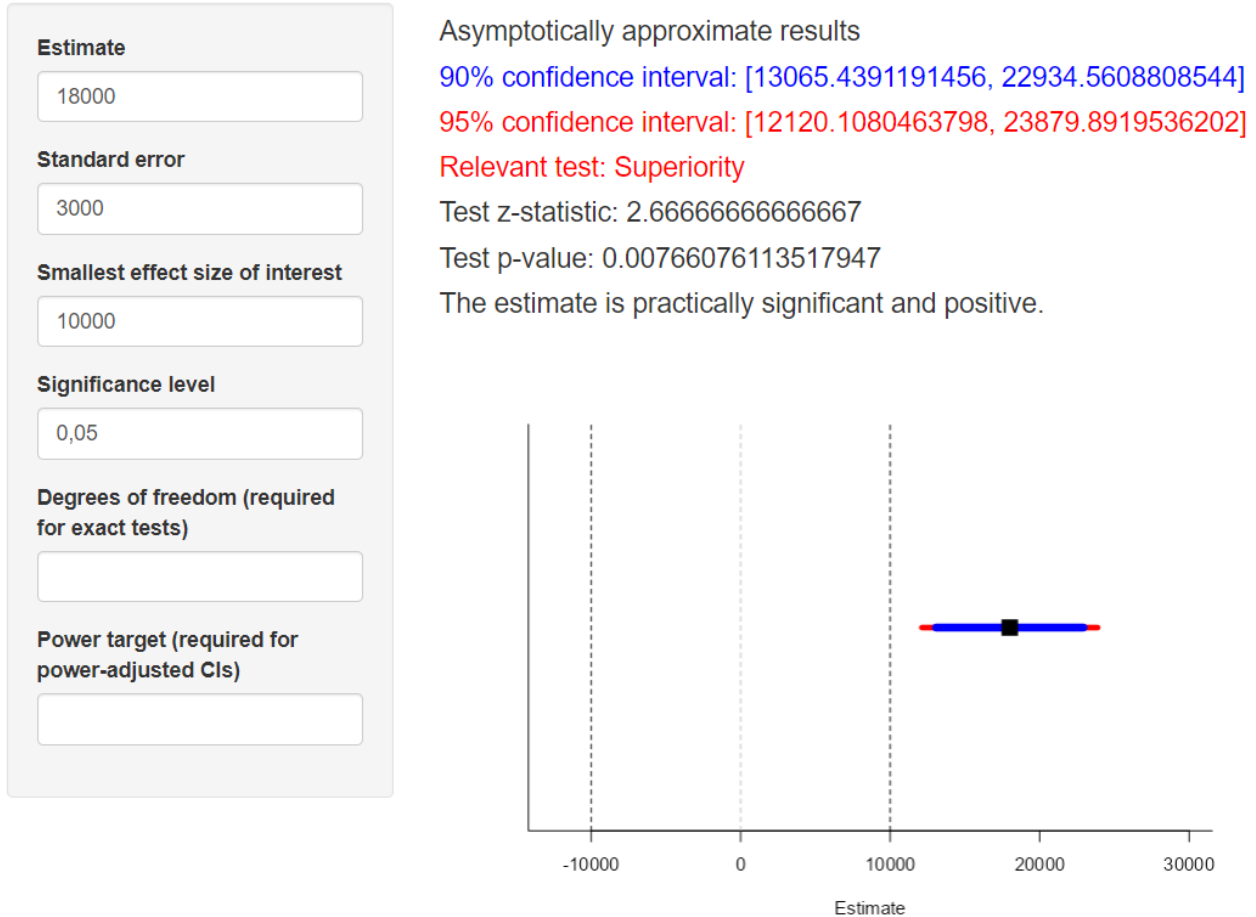 Estimate
18000
Standard error
3000
Smallest effect size of interest
10000
Significance level
0,05
Degrees of freedom (required
for exact tests)
Power target (required for
power-adjusted CIs)
Asymptotically approximate results
90% confidence interval: [13065.4391191456, 22934.5608808544]
95% confidence interval: [12120.1080463798, 23879.8919536202]
Relevant test: Superiority
Test z-statistic: 2.66666666666667
Test p-value: 0.00766076113517947
The estimate is practically significant and positive.
-10000 0 10000 20000 30000
Estimate